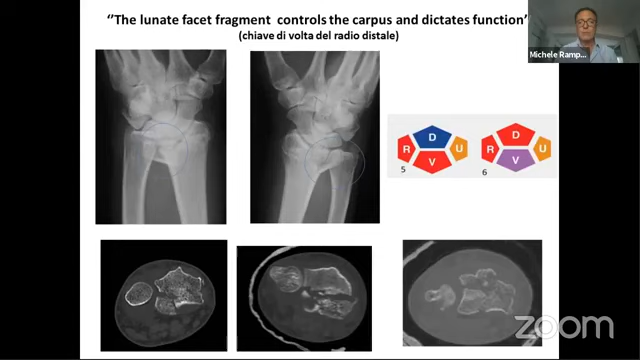 ‘’The lunate facet fragment  controls the carpus and dictates function’
(chiave di volta del radio distale)
Michele Ramp...
D
D
R
U
R
U
V
V
5
6
zoom